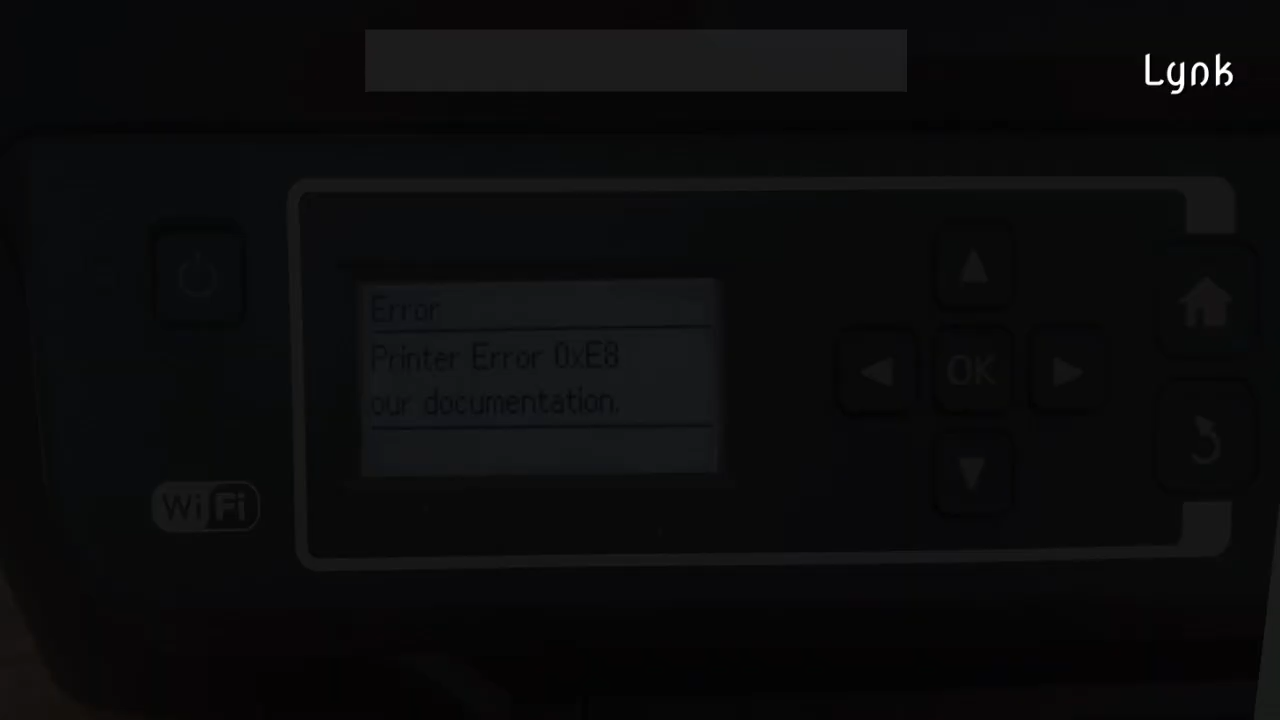 Lynk
Error
Printer Error 0xE8
our documentation.
OK
WiFi